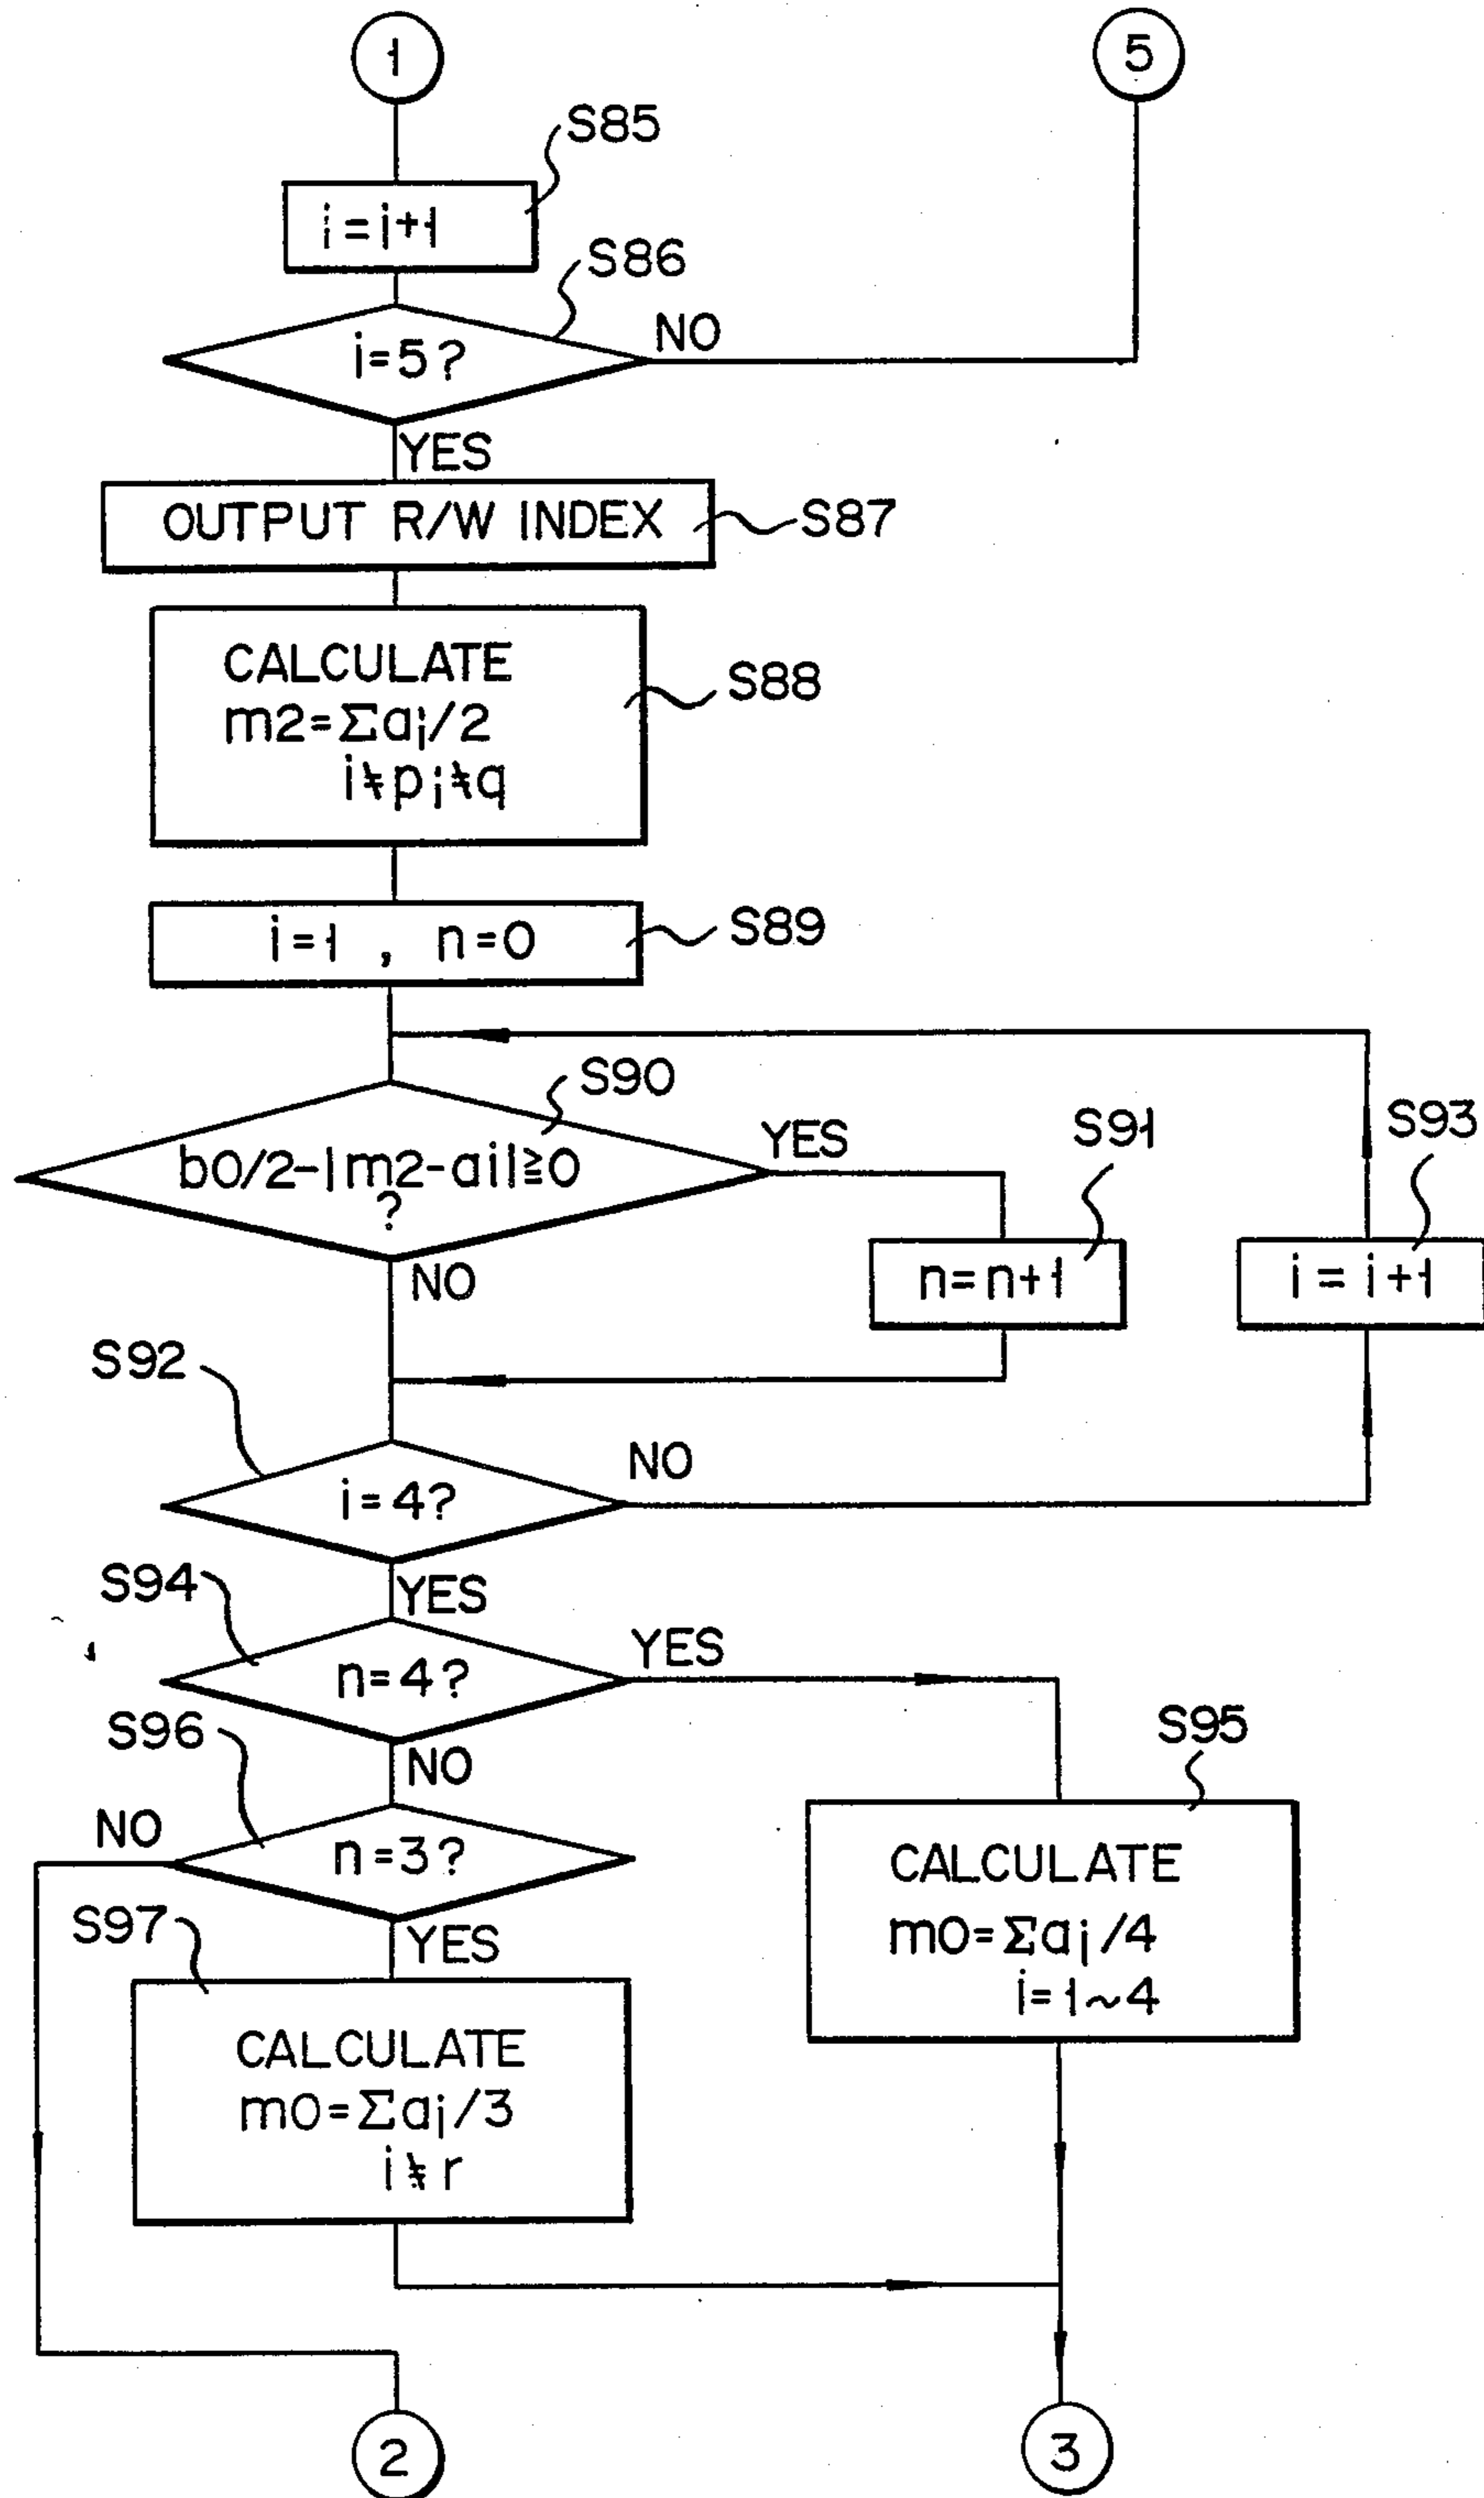 1
5
S85
i=i+1
S86
i=5?
NO
YES
OUTPUT R/W INDEX
S87
CALCULATE
m2=Σai/2
i≠p,i≠q
S88
i=1 , n=0
S89
S90
b0/2-|m2-ai|≧0
?
YES
S91
S93
NO
n=n+1
i=i+1
S92
i=4?
NO
YES
S94
n=4?
YES
S95
S96
NO
NO
n=3?
CALCULATE
m0=Σai/4
i=1~4
S97
YES
CALCULATE
m0=Σai/3
i≠r
2
3